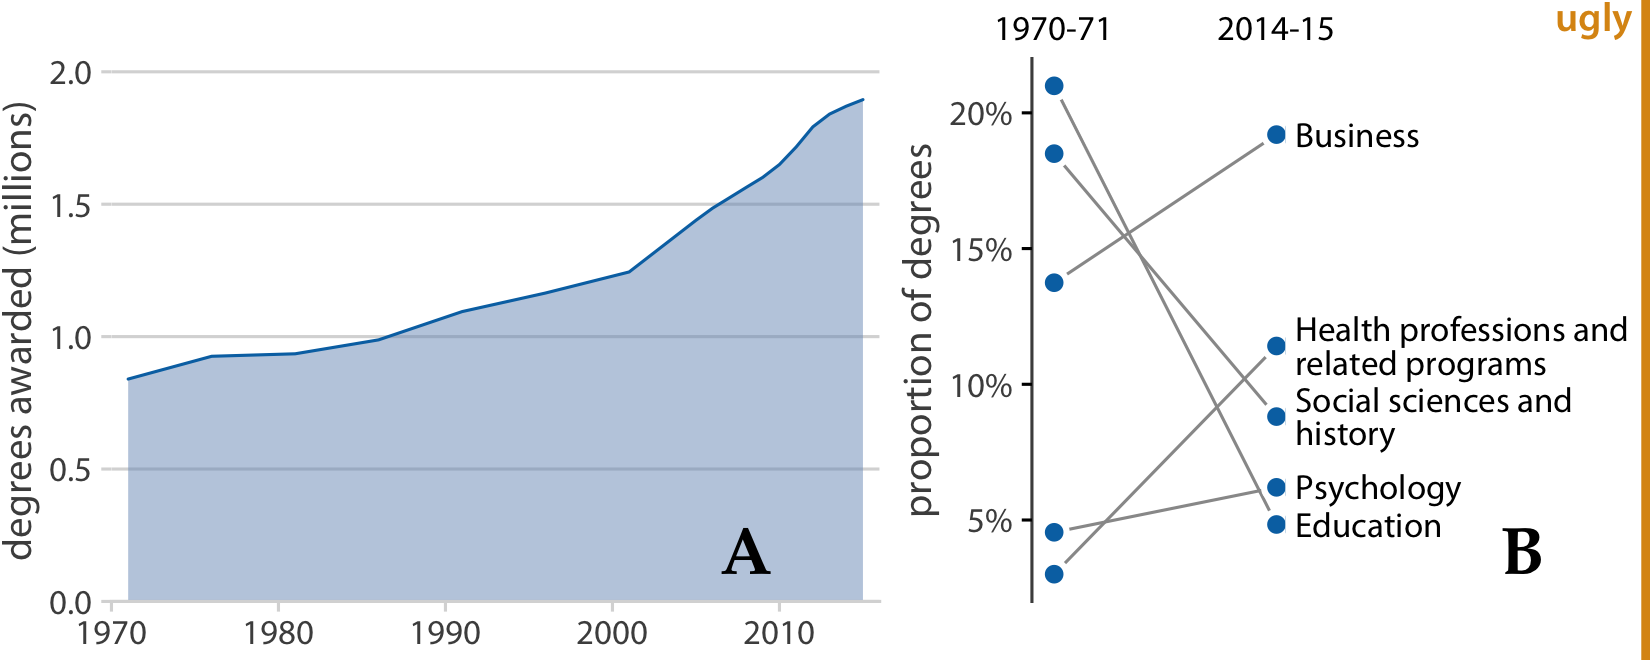 degrees awarded (millions)
2.0
1.5
1.0
0.5
0.0
1970 1980 1990 2000 2010
A
1970-71 2014-15
ugly
proportion of degrees
20%
15%
10%
5%
Business
Health professions and
related programs
Social sciences and
history
Psychology
Education
B